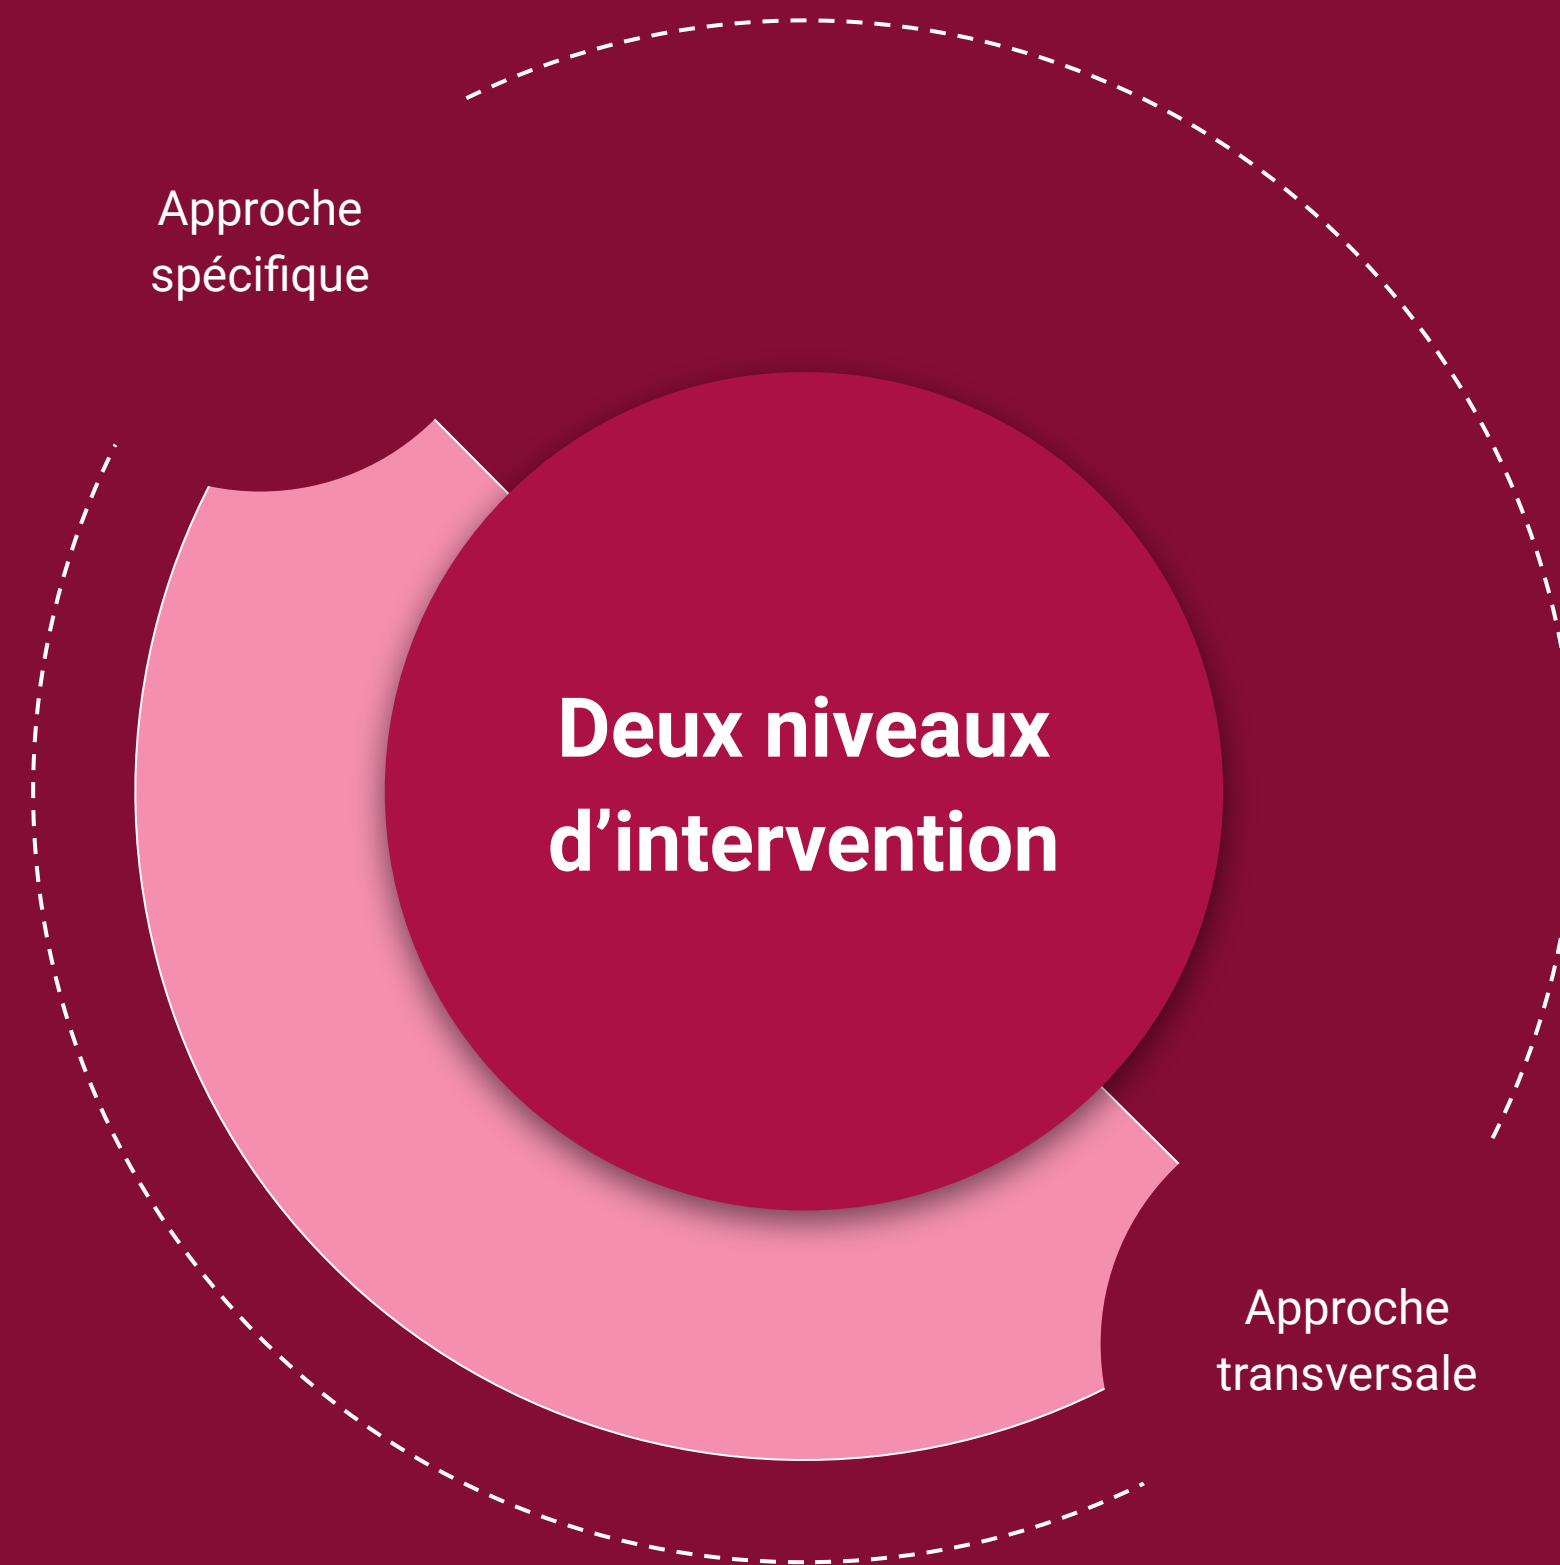 Approche
spécifique
Deux niveaux
d’intervention
Approche
transversale